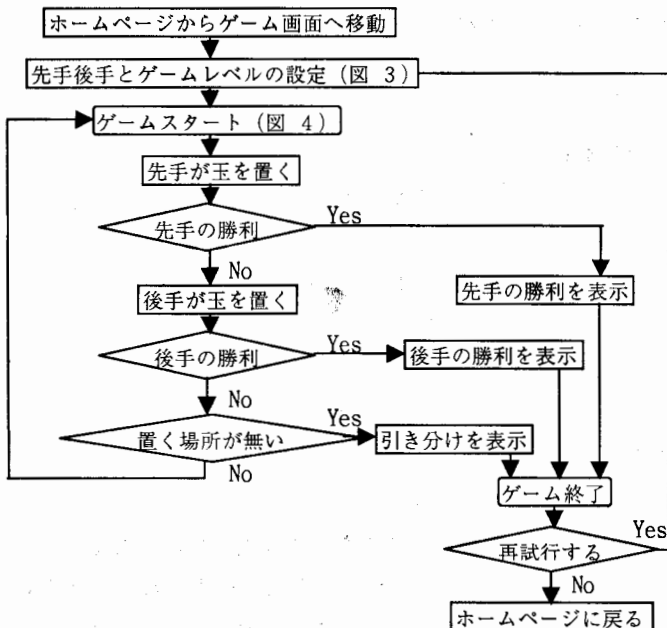 ホームページからゲーム画面へ移動
先手後手とゲームレベルの設定（図 3）
ゲームスタート（図 4）
先手が玉を置く
先手の勝利
Yes
No
先手の勝利を表示
後手が玉を置く
後手の勝利
Yes
後手の勝利を表示
No
置く場所が無い
Yes
引き分けを表示
No
ゲーム終了
再試行する
Yes
No
ホームページに戻る